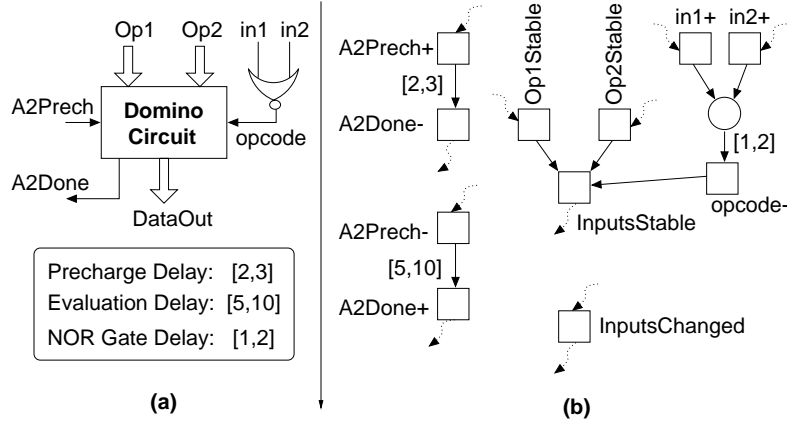 Op1 Op2 in1 in2
A2Prech
Domino
Circuit
opcode
A2Done
DataOut
Precharge Delay: [2,3]
Evaluation Delay: [5,10]
NOR Gate Delay: [1,2]
(a)
A2Prech+
[2,3]
A2Done-
A2Prech-
[5,10]
A2Done+
Op1Stable
Op2Stable
in1+ in2+
[1,2]
opcode-
InputsStable
InputsChanged
(b)